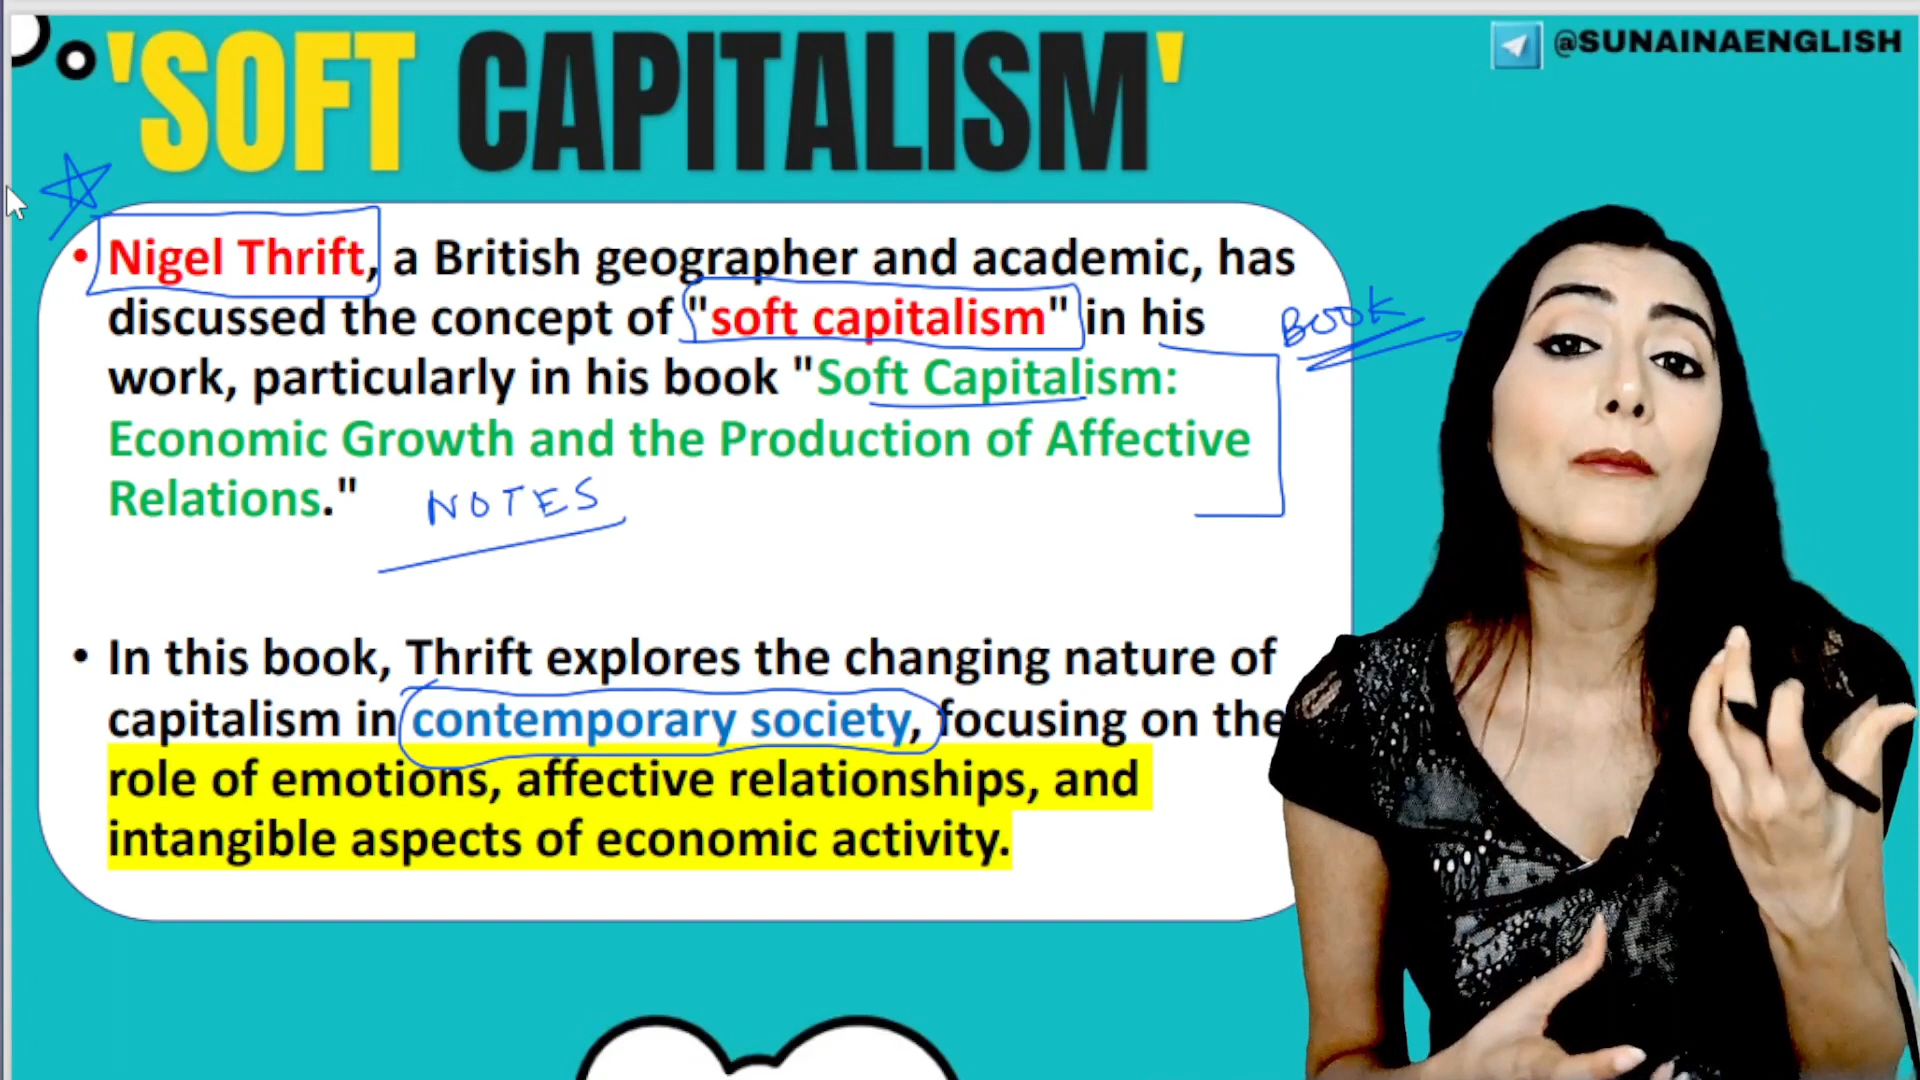 'SOFT CAPITALISM'
@SUNAINAENGLISH
• Nigel Thrift, a British geographer and academic, has
discussed the concept of "soft capitalism" in his
BOOK
work, particularly in his book "Soft Capitalism:
Economic Growth and the Production of Affective
Relations."
NOTES
• In this book, Thrift explores the changing nature of
capitalism in contemporary society, focusing on the
role of emotions, affective relationships, and
intangible aspects of economic activity.